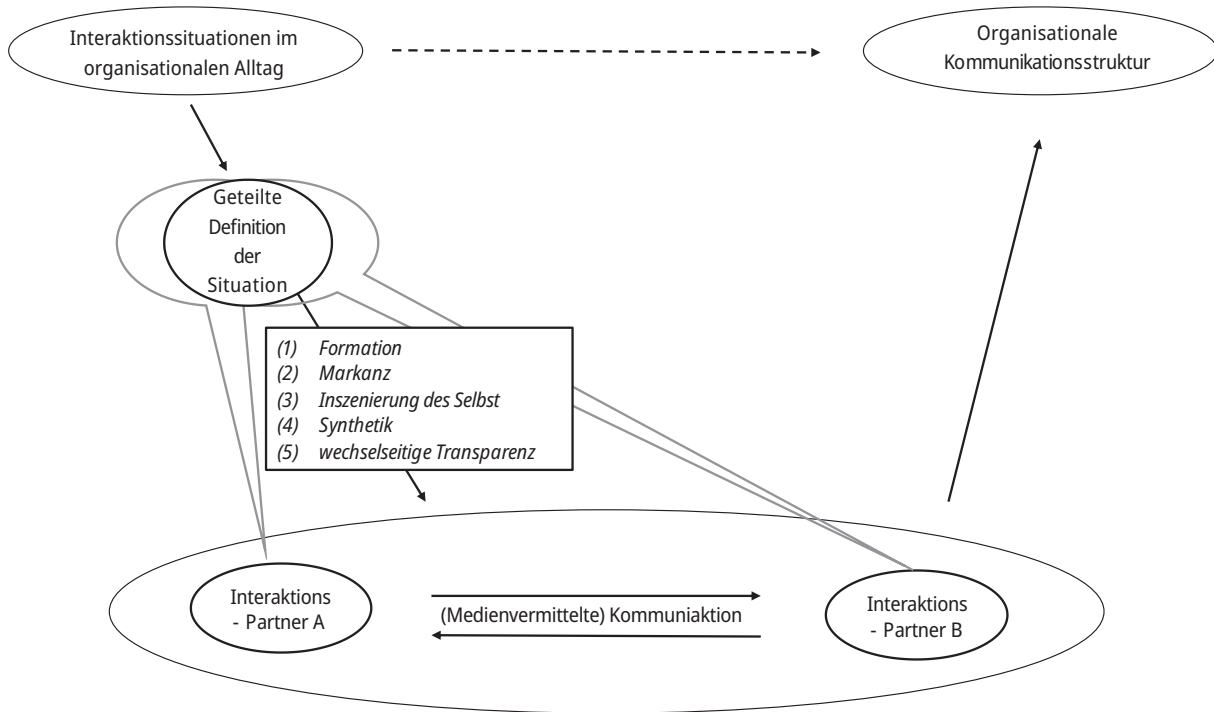 Interaktionssituationen im
organisationalen Alltag
Organisationale
Kommunikationsstruktur
Geteilte
Definition
der
Situation
(1) Formation
(2) Markanz
(3) Inszenierung des Selbst
(4) Synthetik
(5) wechselseitige Transparenz
Interaktions
- Partner A
(Medienvermittelte) Kommuniaktion
Interaktions
- Partner B